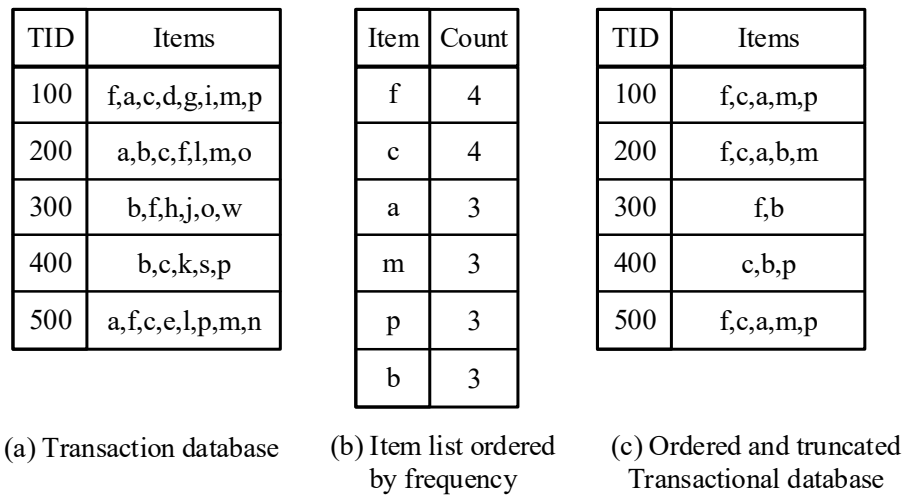 TID Items
100 f,a,c,d,g,i,m,p
200 a,b,c,f,l,m,o
300 b,f,h,j,o,w
400 b,c,k,s,p
500 a,f,c,e,l,p,m,n
(a) Transaction database
Item Count
f 4
c 4
a 3
m 3
p 3
b 3
(b) Item list ordered
by frequency
TID Items
100 f,c,a,m,p
200 f,c,a,b,m
300 f,b
400 c,b,p
500 f,c,a,m,p
(c) Ordered and truncated
Transactional database